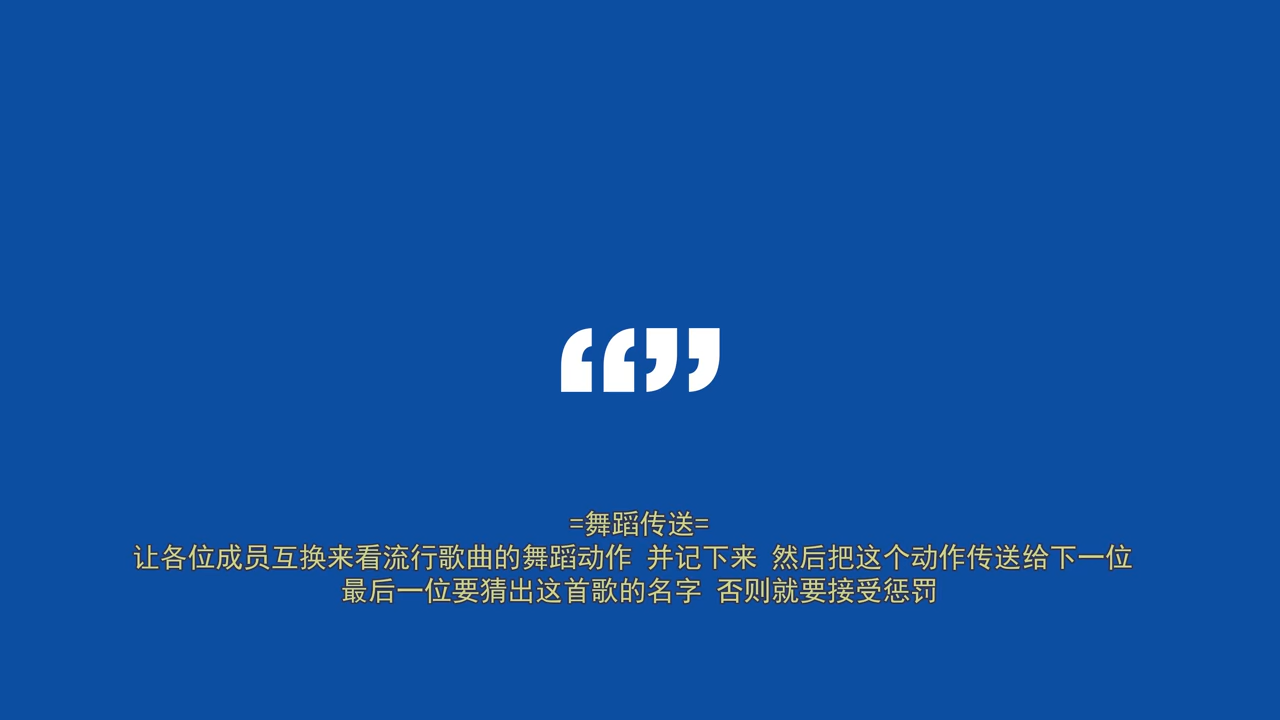 “”
=舞蹈传送=
让各位成员互换来看流行歌曲的舞蹈动作 并记下来 然后把这个动作传送给下一位
最后一位要猜出这首歌的名字 否则就要接受惩罚